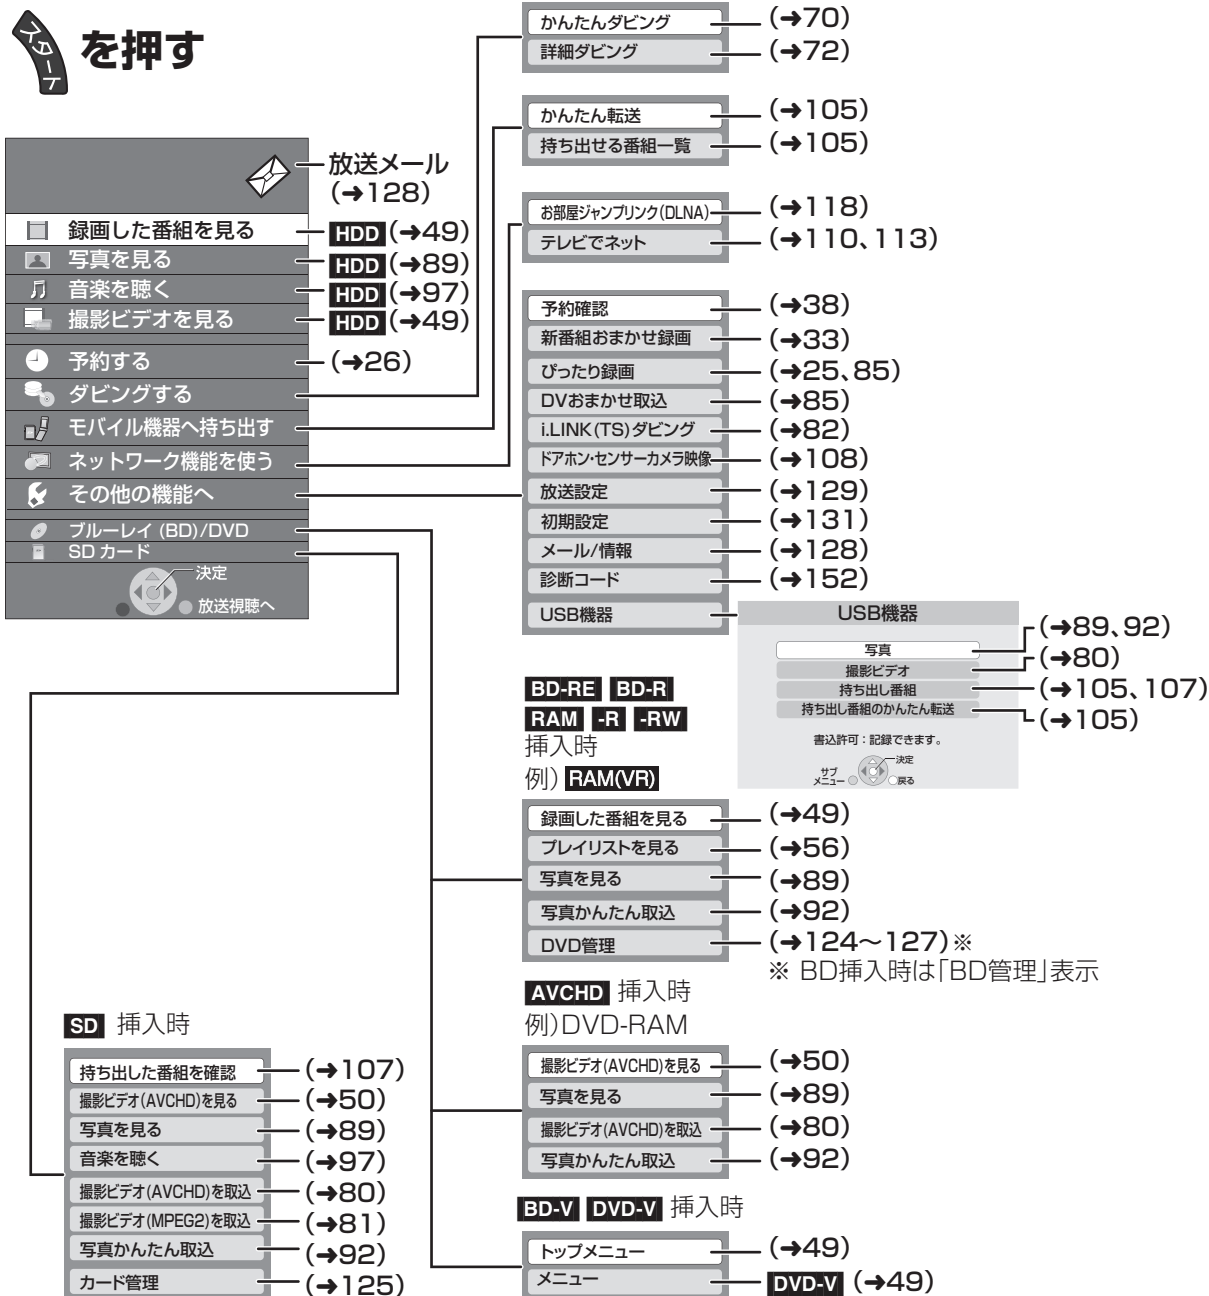 スタート を押す
放送メール
(➜128)
録画した番組を見る HDD (➜49)
写真を見る HDD (➜89)
音楽を聴く HDD (➜97)
撮影ビデオを見る HDD (➜49)
予約する (➜26)
ダビングする
モバイル機器へ持ち出す
ネットワーク機能を使う
その他の機能へ
ブルーレイ (BD)/DVD
SD カード
決定
放送視聴へ
かんたんダビング (➜70)
詳細ダビング (➜72)
かんたん転送 (➜105)
持ち出せる番組一覧 (➜105)
お部屋ジャンプリンク(DLNA) (➜118)
テレビでネット (➜110、113)
予約確認 (➜38)
新番組おまかせ録画 (➜33)
ぴったり録画 (➜25、85)
DVおまかせ取込 (➜85)
i.LINK(TS)ダビング (➜82)
ドアホン・センサーカメラ映像 (➜108)
放送設定 (➜129)
初期設定 (➜131)
メール/情報 (➜128)
診断コード (➜152)
USB機器
USB機器
写真 (➜89、92)
撮影ビデオ (➜80)
持ち出し番組 (➜105、107)
持ち出し番組のかんたん転送 (➜105)
書込許可：記録できます。
決定
サブ
メニュー 戻る
BD-RE BD-R
RAM -R -RW
挿入時
例) RAM(VR)
録画した番組を見る (➜49)
プレイリストを見る (➜56)
写真を見る (➜89)
写真かんたん取込 (➜92)
DVD管理 (➜124～127)※
※ BD挿入時は「BD管理」表示
AVCHD 挿入時
例)DVD-RAM
撮影ビデオ(AVCHD)を見る (➜50)
写真を見る (➜89)
撮影ビデオ(AVCHD)を取込 (➜80)
写真かんたん取込 (➜92)
BD-V DVD-V 挿入時
トップメニュー (➜49)
メニュー DVD-V (➜49)
SD 挿入時
持ち出した番組を確認 (➜107)
撮影ビデオ(AVCHD)を見る (➜50)
写真を見る (➜89)
音楽を聴く (➜97)
撮影ビデオ(AVCHD)を取込 (➜80)
撮影ビデオ(MPEG2)を取込 (➜81)
写真かんたん取込 (➜92)
カード管理 (➜125)